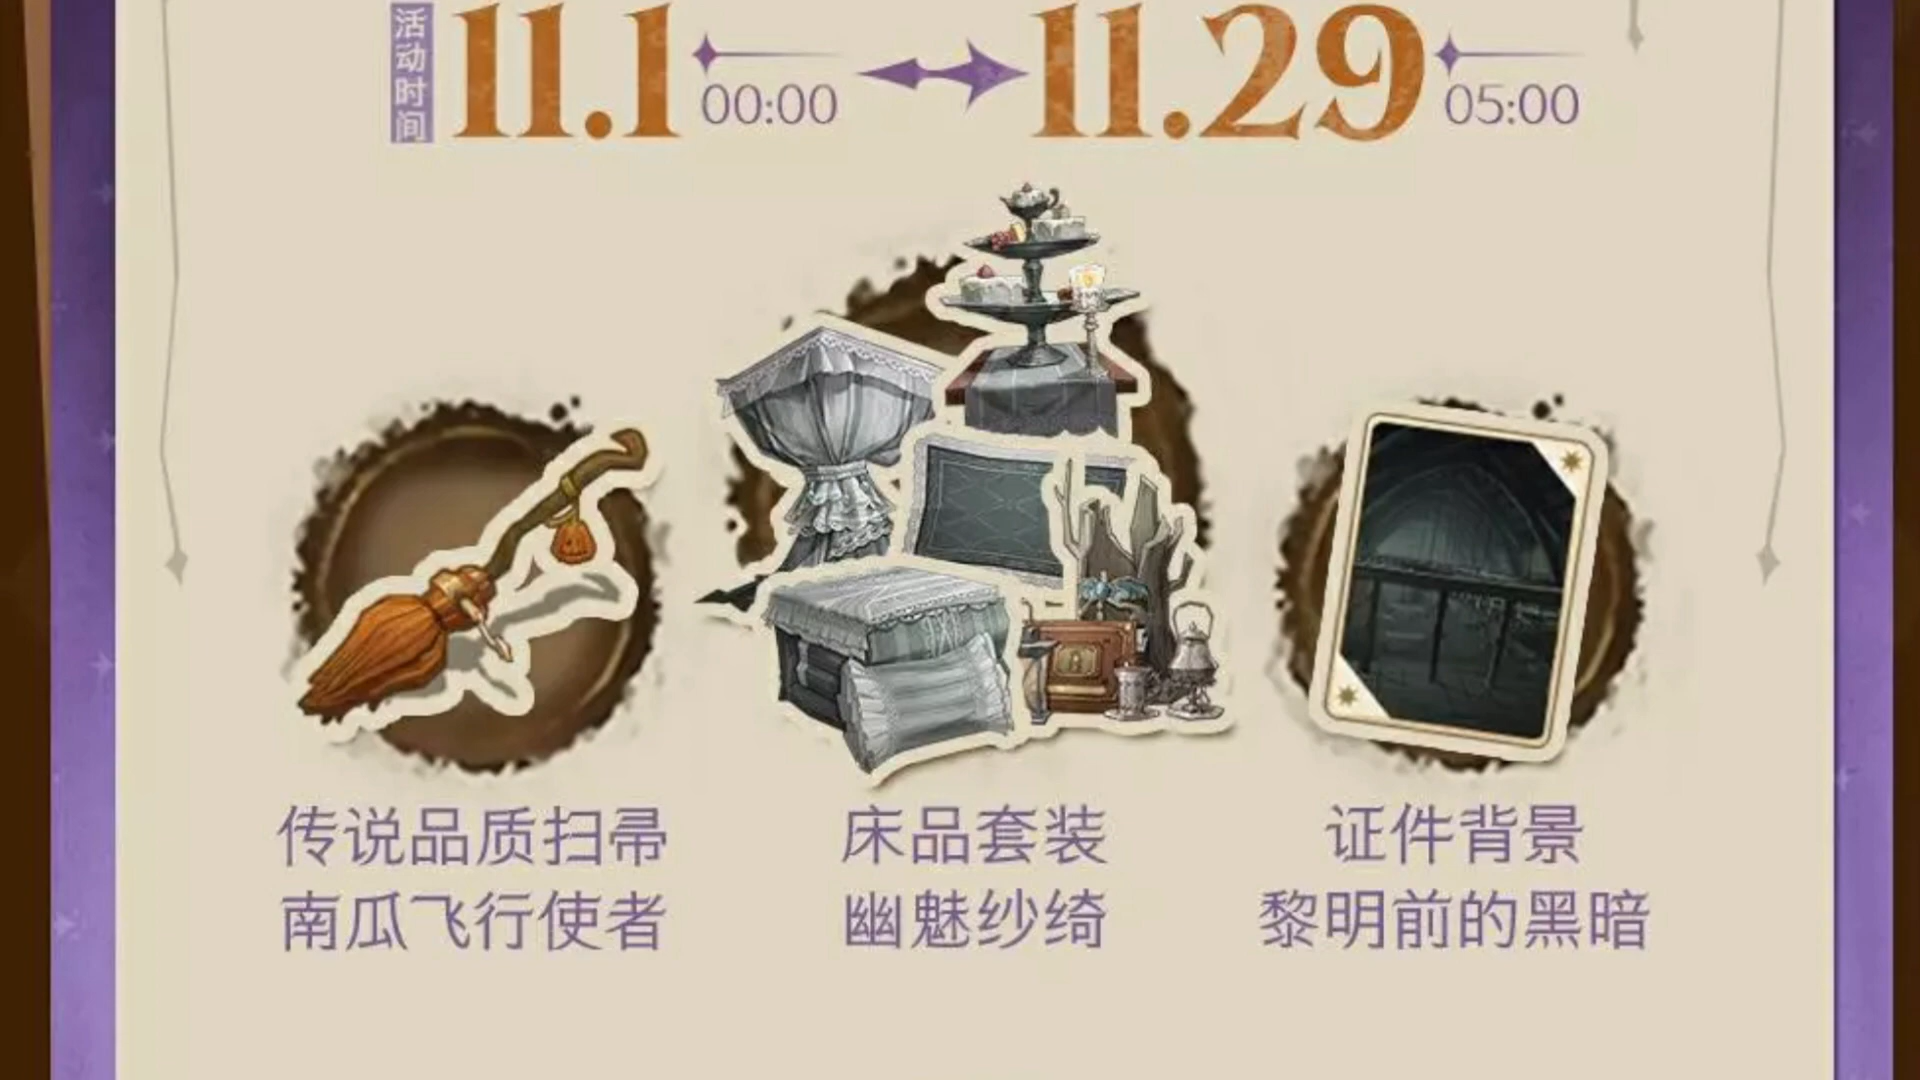 活动时间 11.1 00:00 11.29 05:00
传说品质扫帚
南瓜飞行使者
床品套装
幽魅纱绮
证件背景
黎明前的黑暗